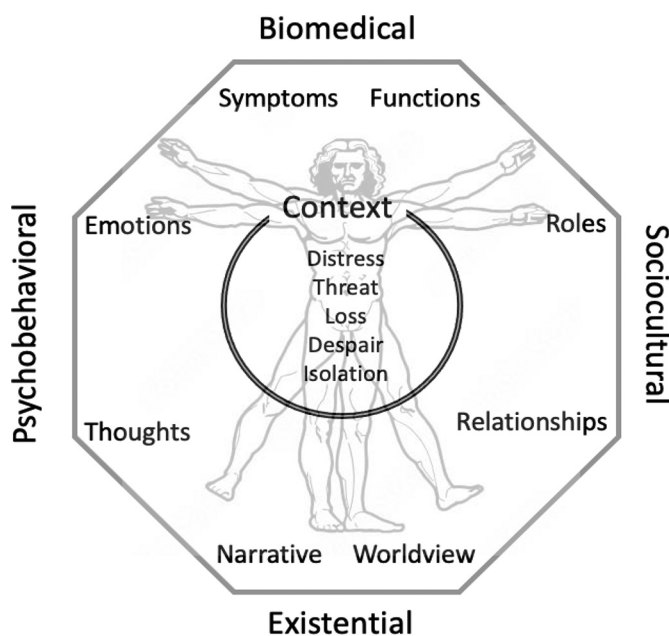 Biomedical
Symptoms Functions
Context
Emotions
Roles
Distress
Threat
Loss
Despair
Isolation
Psychobehavioral
Sociocultural
Thoughts
Relationships
Narrative Worldview
Existential